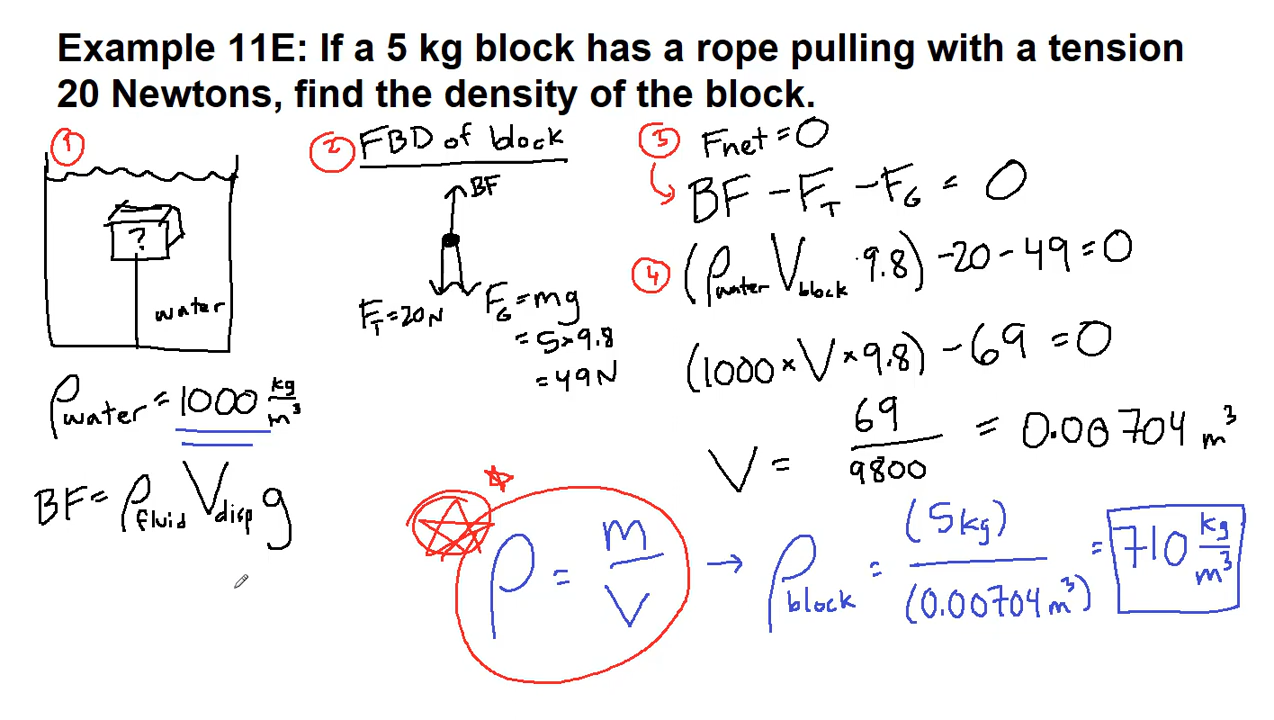 Example 11E: If a 5 kg block has a rope pulling with a tension
20 Newtons, find the density of the block.
①
?
water
ρwater = 1000 kg/m³
BF = ρfluid Vdisp g
② FBD of block
BF
FT = 20N
FG = mg
= 5×9.8
= 49N
③ Fnet = 0
BF - FT - FG = 0
④ (ρwater Vblock · 9.8) - 20 - 49 = 0
(1000 × V × 9.8) - 69 = 0
V = 69/9800 = 0.00704 m³
ρ = m/V → ρblock = (5kg)/(0.00704m³) = 710 kg/m³